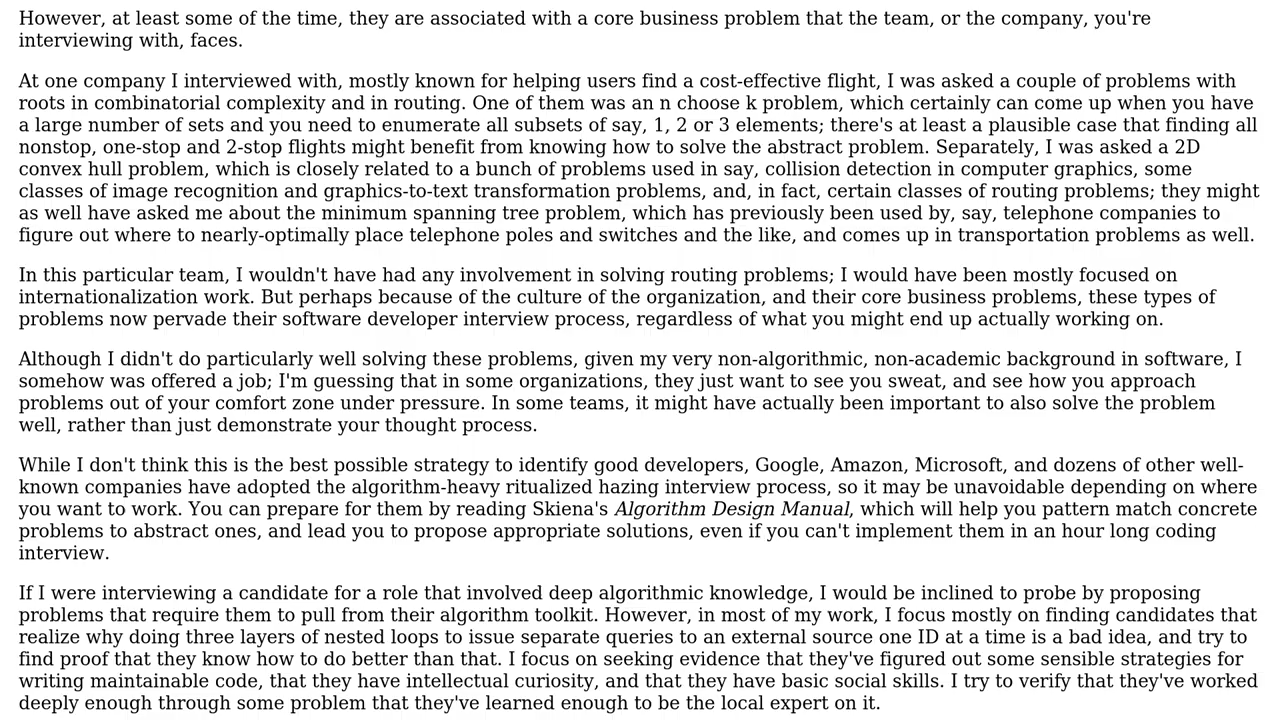 However, at least some of the time, they are associated with a core business problem that the team, or the company, you're
interviewing with, faces.
At one company I interviewed with, mostly known for helping users find a cost-effective flight, I was asked a couple of problems with
roots in combinatorial complexity and in routing. One of them was an n choose k problem, which certainly can come up when you have
a large number of sets and you need to enumerate all subsets of say, 1, 2 or 3 elements; there's at least a plausible case that finding all
nonstop, one-stop and 2-stop flights might benefit from knowing how to solve the abstract problem. Separately, I was asked a 2D
convex hull problem, which is closely related to a bunch of problems used in say, collision detection in computer graphics, some
classes of image recognition and graphics-to-text transformation problems, and, in fact, certain classes of routing problems; they might
as well have asked me about the minimum spanning tree problem, which has previously been used by, say, telephone companies to
figure out where to nearly-optimally place telephone poles and switches and the like, and comes up in transportation problems as well.
In this particular team, I wouldn't have had any involvement in solving routing problems; I would have been mostly focused on
internationalization work. But perhaps because of the culture of the organization, and their core business problems, these types of
problems now pervade their software developer interview process, regardless of what you might end up actually working on.
Although I didn't do particularly well solving these problems, given my very non-algorithmic, non-academic background in software, I
somehow was offered a job; I'm guessing that in some organizations, they just want to see you sweat, and see how you approach
problems out of your comfort zone under pressure. In some teams, it might have actually been important to also solve the problem
well, rather than just demonstrate your thought process.
While I don't think this is the best possible strategy to identify good developers, Google, Amazon, Microsoft, and dozens of other well-
known companies have adopted the algorithm-heavy ritualized hazing interview process, so it may be unavoidable depending on where
you want to work. You can prepare for them by reading Skiena's Algorithm Design Manual, which will help you pattern match concrete
problems to abstract ones, and lead you to propose appropriate solutions, even if you can't implement them in an hour long coding
interview.
If I were interviewing a candidate for a role that involved deep algorithmic knowledge, I would be inclined to probe by proposing
problems that require them to pull from their algorithm toolkit. However, in most of my work, I focus mostly on finding candidates that
realize why doing three layers of nested loops to issue separate queries to an external source one ID at a time is a bad idea, and try to
find proof that they know how to do better than that. I focus on seeking evidence that they've figured out some sensible strategies for
writing maintainable code, that they have intellectual curiosity, and that they have basic social skills. I try to verify that they've worked
deeply enough through some problem that they've learned enough to be the local expert on it.